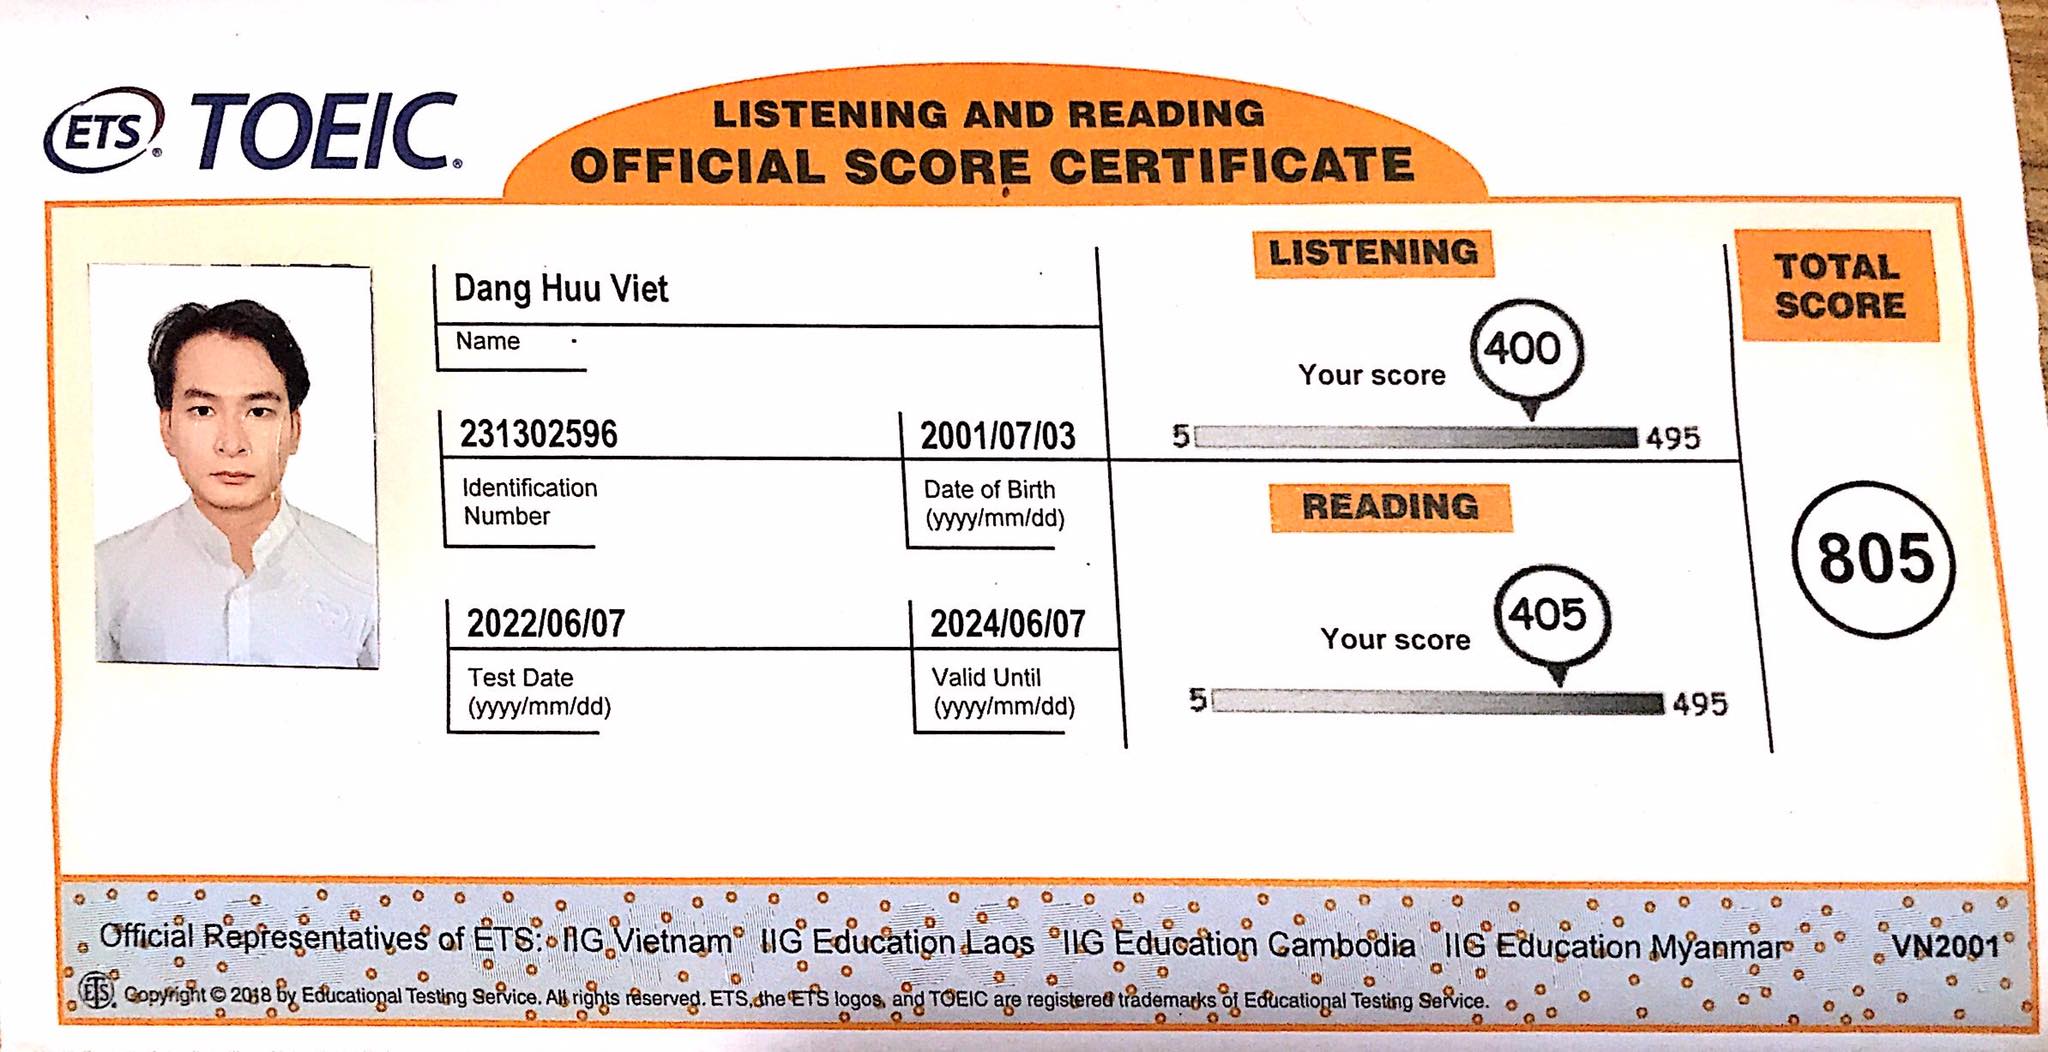 ETS® TOEIC®
LISTENING AND READING
OFFICIAL SCORE CERTIFICATE
Dang Huu Viet
Name
231302596
Identification
Number
2001/07/03
Date of Birth
(yyyy/mm/dd)
2022/06/07
Test Date
(yyyy/mm/dd)
2024/06/07
Valid Until
(yyyy/mm/dd)
LISTENING
Your score 400
5 495
READING
Your score 405
5 495
TOTAL
SCORE
805
Official Representatives of ETS: IIG Vietnam IIG Education Laos IIG Education Cambodia IIG Education Myanmar VN2001
ETS® Copyright © 2018 by Educational Testing Service. All rights reserved. ETS, the ETS logos, and TOEIC are registered trademarks of Educational Testing Service.